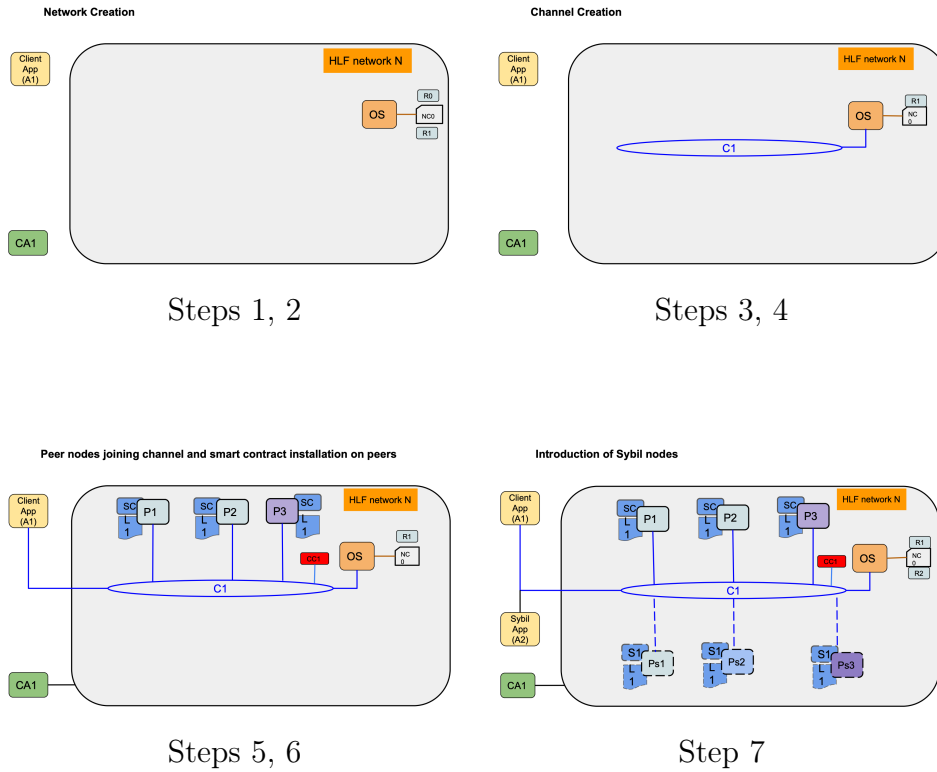 Network Creation
Client
App
(A1)
HLF network N
R0
OS
NC0
R1
CA1
Steps 1, 2
Channel Creation
Client
App
(A1)
HLF network N
R1
OS
NC
0
C1
CA1
Steps 3, 4
Peer nodes joining channel and smart contract installation on peers
Client
App
(A1)
SC
P1
L
1
SC
P2
L
1
P3
SC
L
1
HLF network N
R1
OS
NC
0
CC1
C1
CA1
Steps 5, 6
Introduction of Sybil nodes
Client
App
(A1)
SC
P1
L
1
SC
P2
L
1
SC
P3
L
1
HLF network N
R1
OS
NC
0
R2
CC1
C1
Sybil
App
(A2)
S1
Ps1
L
1
S1
Ps2
L
1
S1
Ps3
L
1
CA1
Step 7